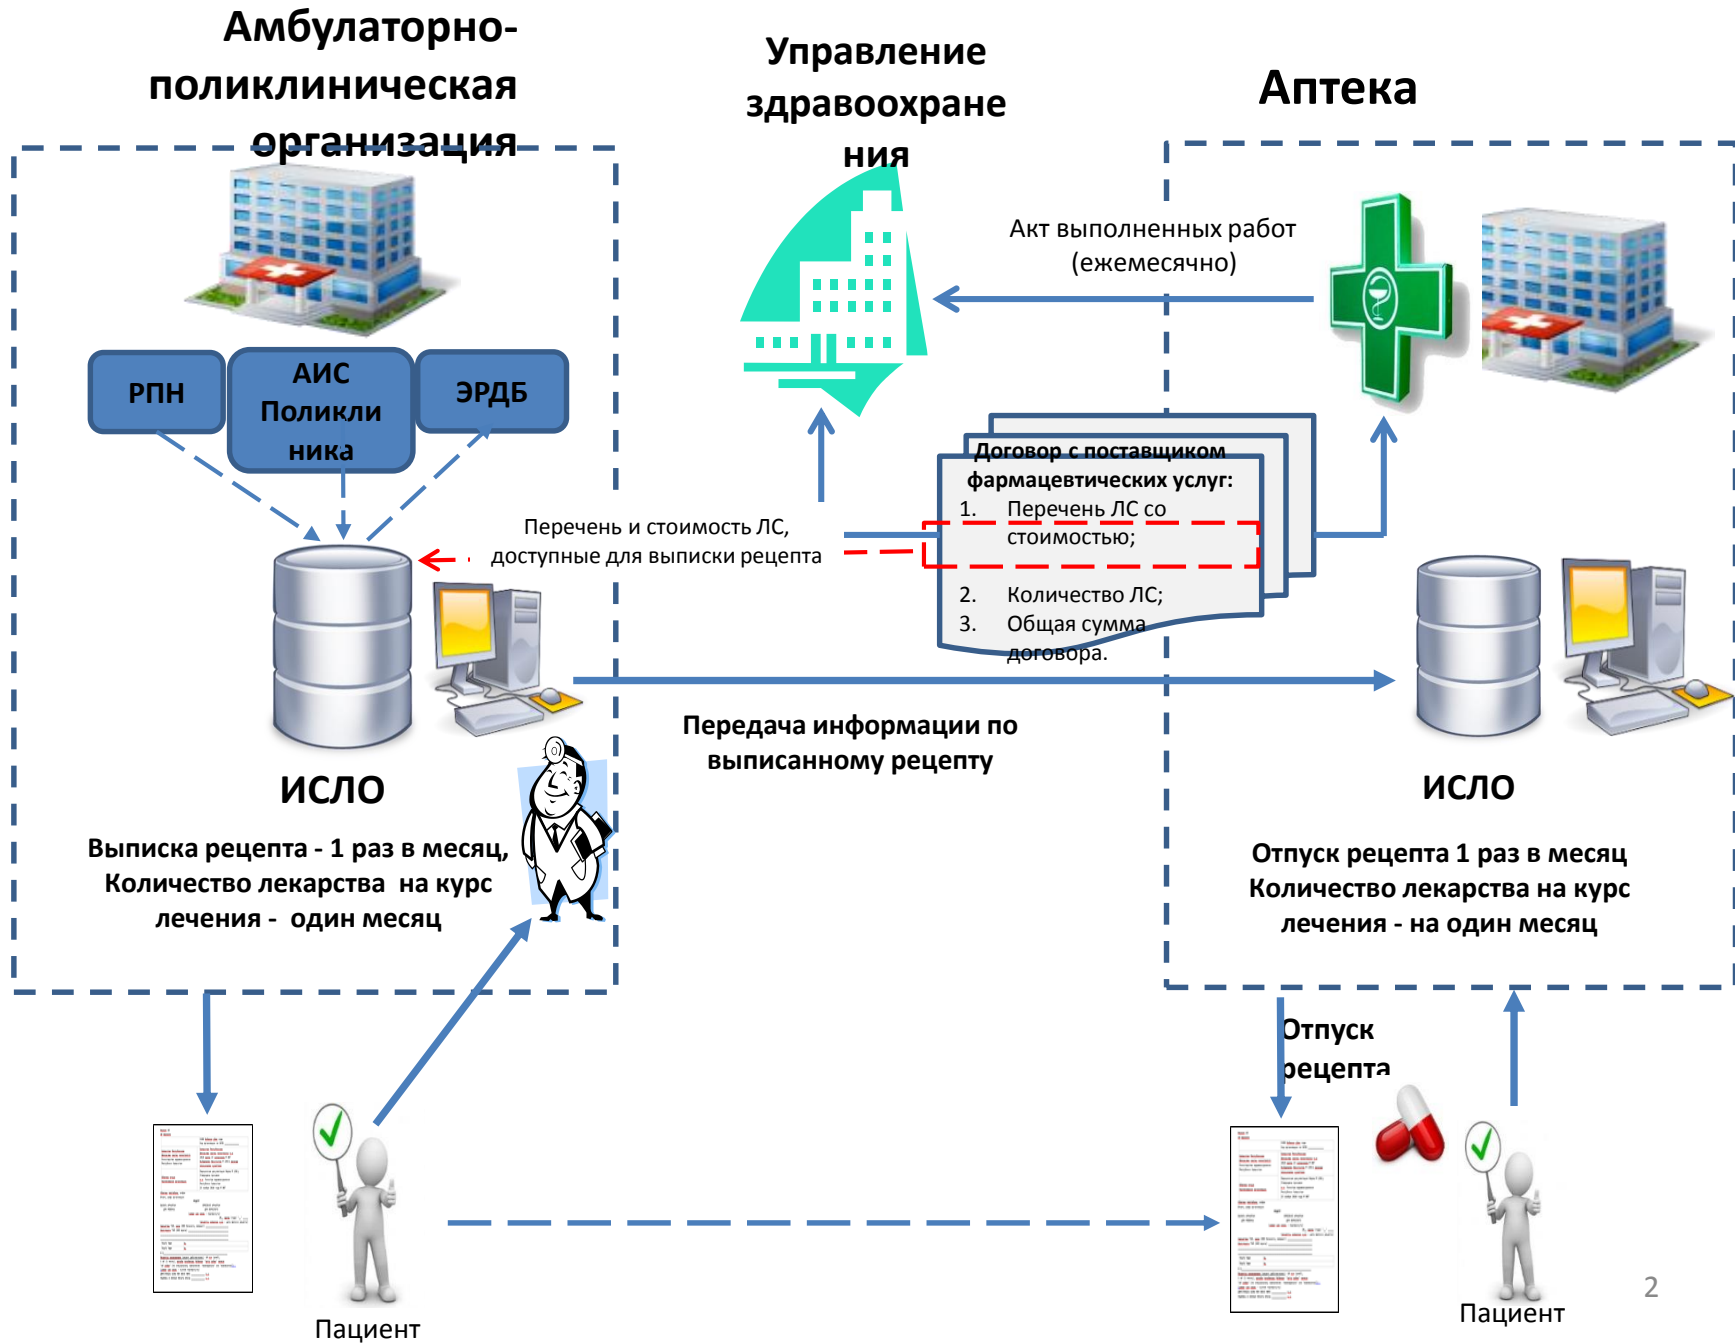 Амбулаторно-
поликлиническая
организация
Управление
здравоохране
ния
Аптека
Акт выполненных работ
(ежемесячно)
РПН
АИС
Поликли
ника
ЭРДБ
Договор с поставщиком
фармацевтических услуг:
1. Перечень ЛС со
стоимостью;
2. Количество ЛС;
3. Общая сумма
договора.
Перечень и стоимость ЛС,
доступные для выписки рецепта
Передача информации по
выписанному рецепту
ИСЛО
Выписка рецепта - 1 раз в месяц,
Количество лекарства на курс
лечения - один месяц
ИСЛО
Отпуск рецепта 1 раз в месяц
Количество лекарства на курс
лечения - на один месяц
Отпуск
рецепта
Пациент
Пациент
2